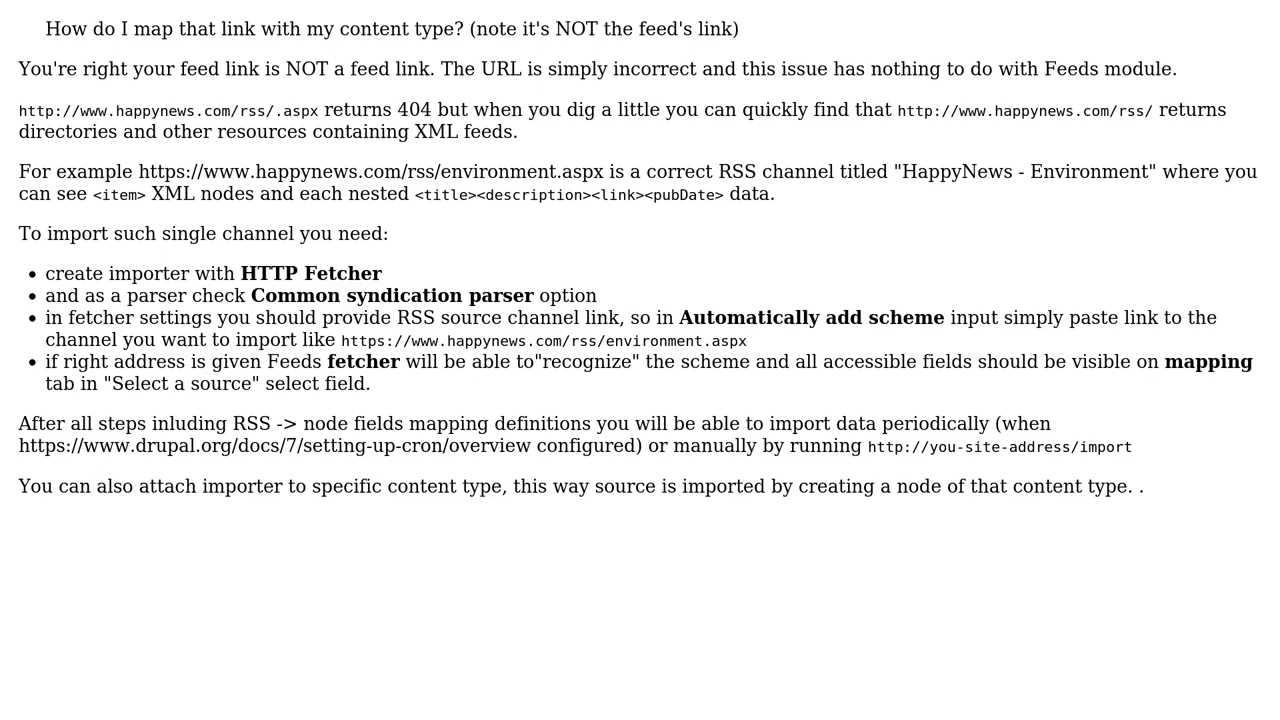 How do I map that link with my content type? (note it's NOT the feed's link)
You're right your feed link is NOT a feed link. The URL is simply incorrect and this issue has nothing to do with Feeds module.
http://www.happynews.com/rss/.aspx returns 404 but when you dig a little you can quickly find that http://www.happynews.com/rss/ returns
directories and other resources containing XML feeds.
For example https://www.happynews.com/rss/environment.aspx is a correct RSS channel titled "HappyNews - Environment" where you
can see <item> XML nodes and each nested <title><description><link><pubDate> data.
To import such single channel you need:
• create importer with HTTP Fetcher
• and as a parser check Common syndication parser option
• in fetcher settings you should provide RSS source channel link, so in Automatically add scheme input simply paste link to the
channel you want to import like https://www.happynews.com/rss/environment.aspx
• if right address is given Feeds fetcher will be able to"recognize" the scheme and all accessible fields should be visible on mapping
tab in "Select a source" select field.
After all steps inluding RSS -> node fields mapping definitions you will be able to import data periodically (when
https://www.drupal.org/docs/7/setting-up-cron/overview configured) or manually by running http://you-site-address/import
You can also attach importer to specific content type, this way source is imported by creating a node of that content type. .